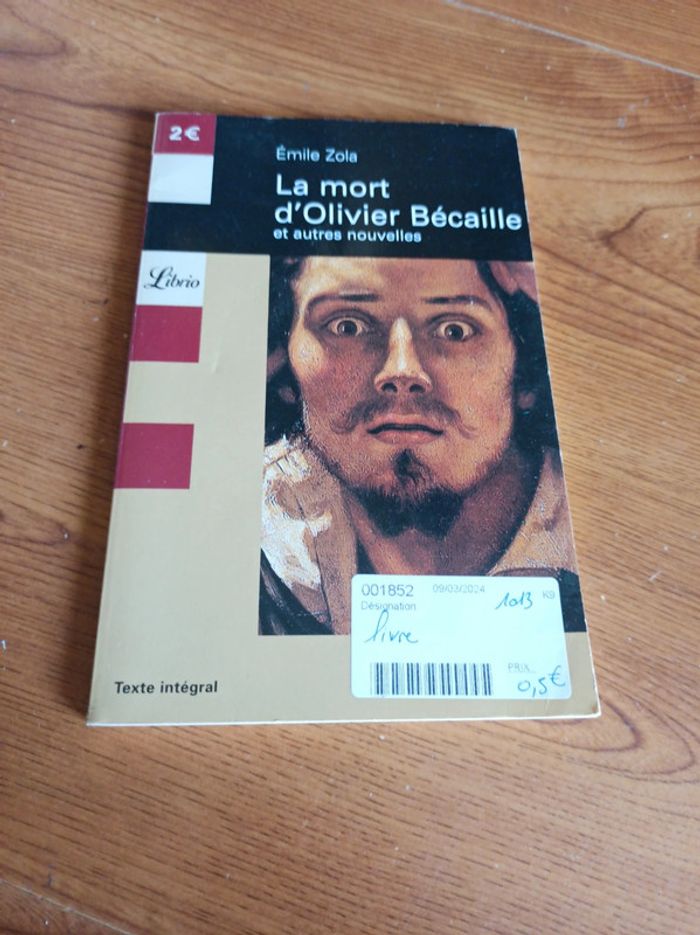 2€
Émile Zola
La mort
d'Olivier Bécaille
et autres nouvelles
Librio
001852 09/03/2024 1013 K9
Désignation
livre
PRIX
0,5€
Texte intégral